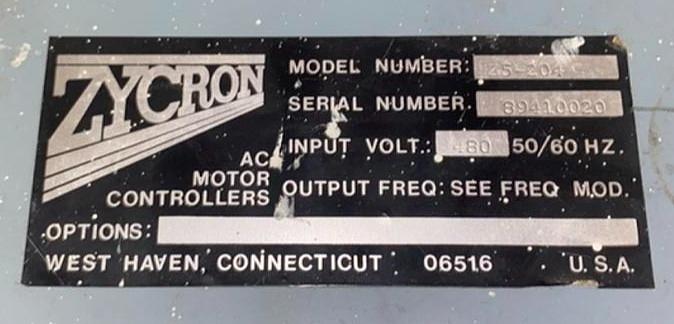 ZYCRON
AC
MOTOR
CONTROLLERS
MODEL NUMBER:
SERIAL NUMBER. 89410020
INPUT VOLT.: 480 50/60 HZ.
OUTPUT FREQ: SEE FREQ MOD.
OPTIONS:
WEST HAVEN, CONNECTICUT 06516 U.S.A.